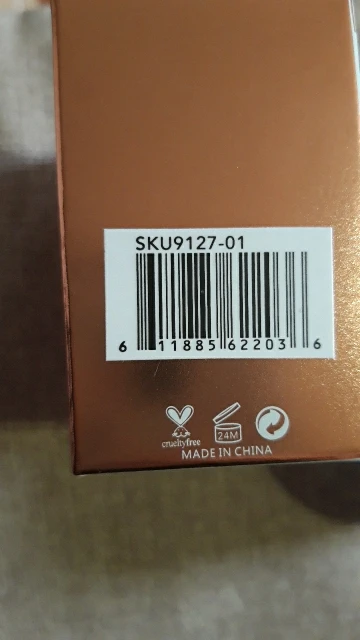 SKU9127-01
6 11885 62203 6
crueltyfree
24M
MADE IN CHINA